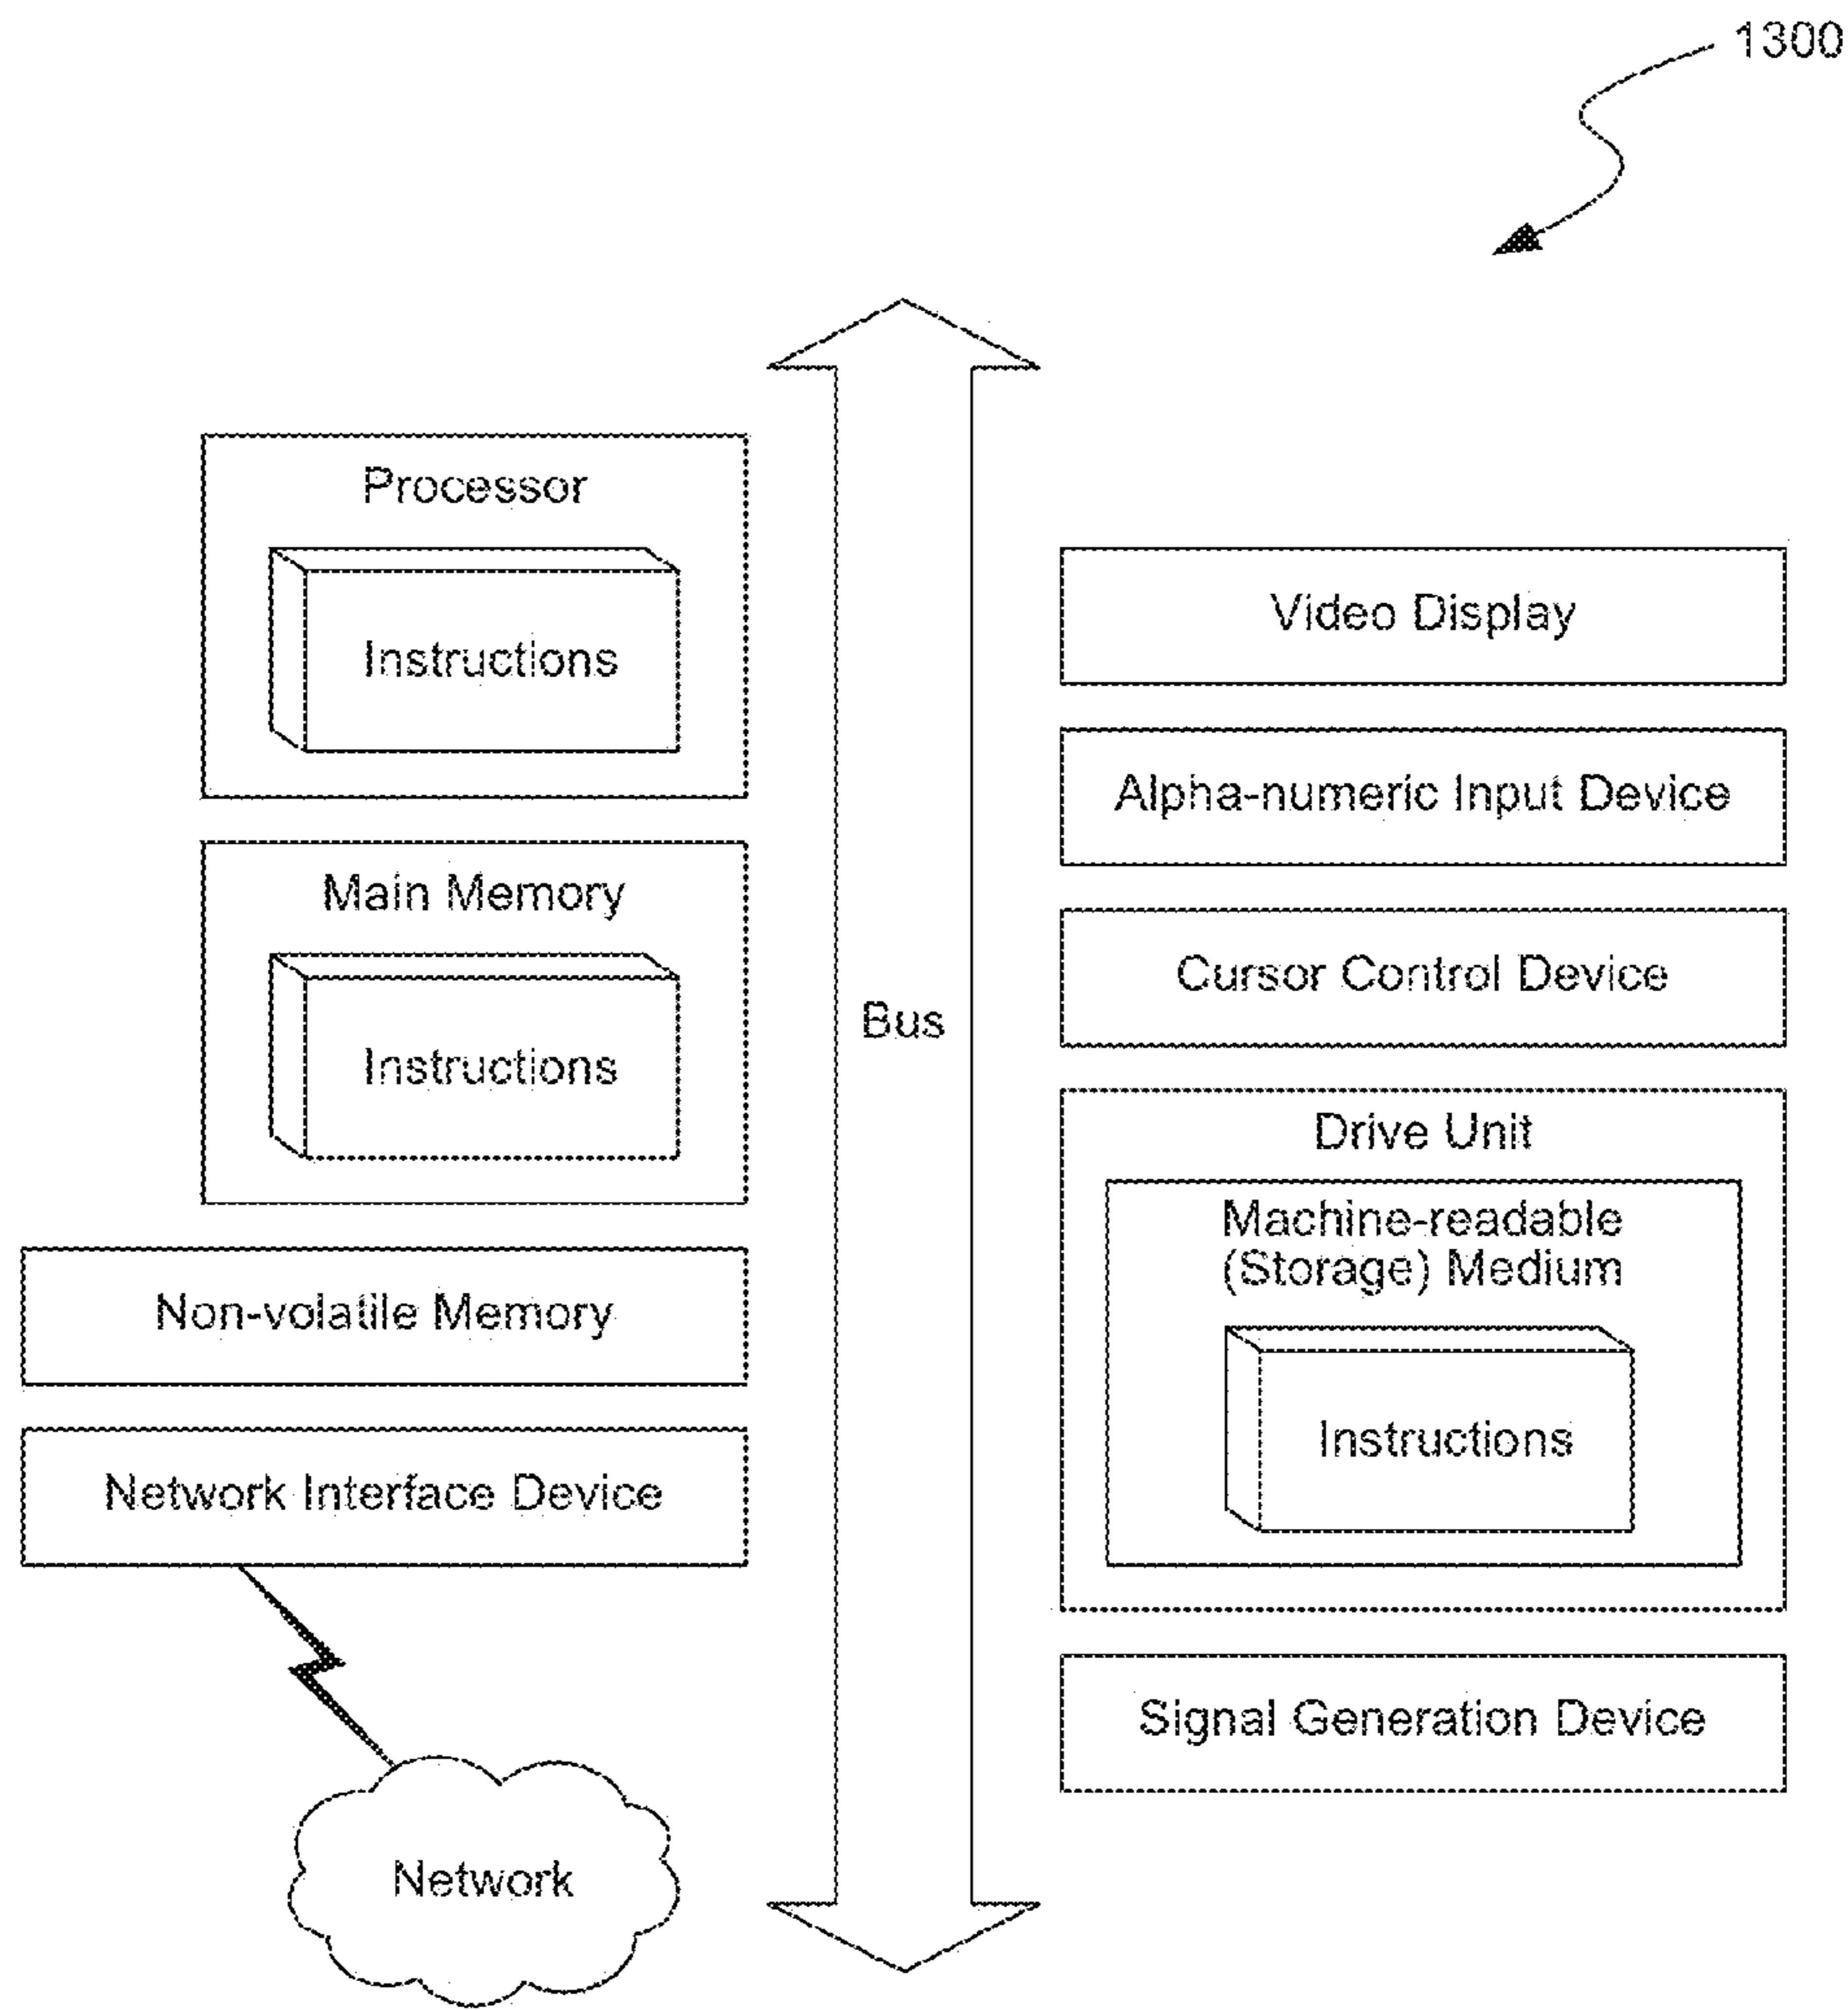 1300
Processor
Instructions
Main Memory
Instructions
Non-volatile Memory
Network Interface Device
Network
Bus
Video Display
Alpha-numeric Input Device
Cursor Control Device
Drive Unit
Machine-readable
(Storage) Medium
Instructions
Signal Generation Device